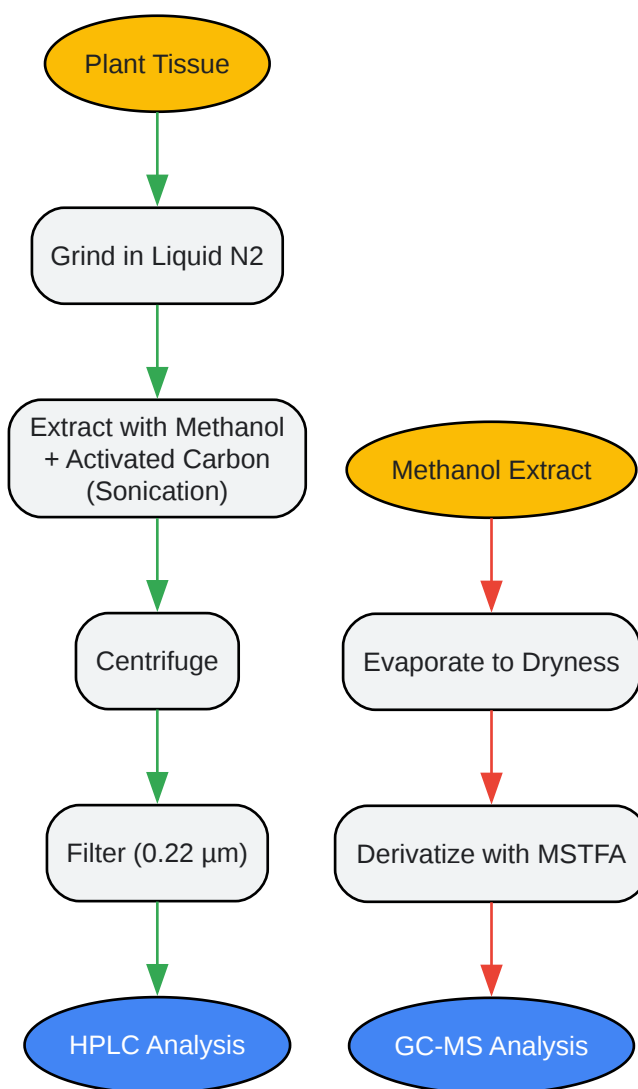 Plant Tissue
Grind in Liquid N2
Extract with Methanol
+ Activated Carbon
(Sonication)
Centrifuge
Filter (0.22 µm)
HPLC Analysis
Methanol Extract
Evaporate to Dryness
Derivatize with MSTFA
GC-MS Analysis